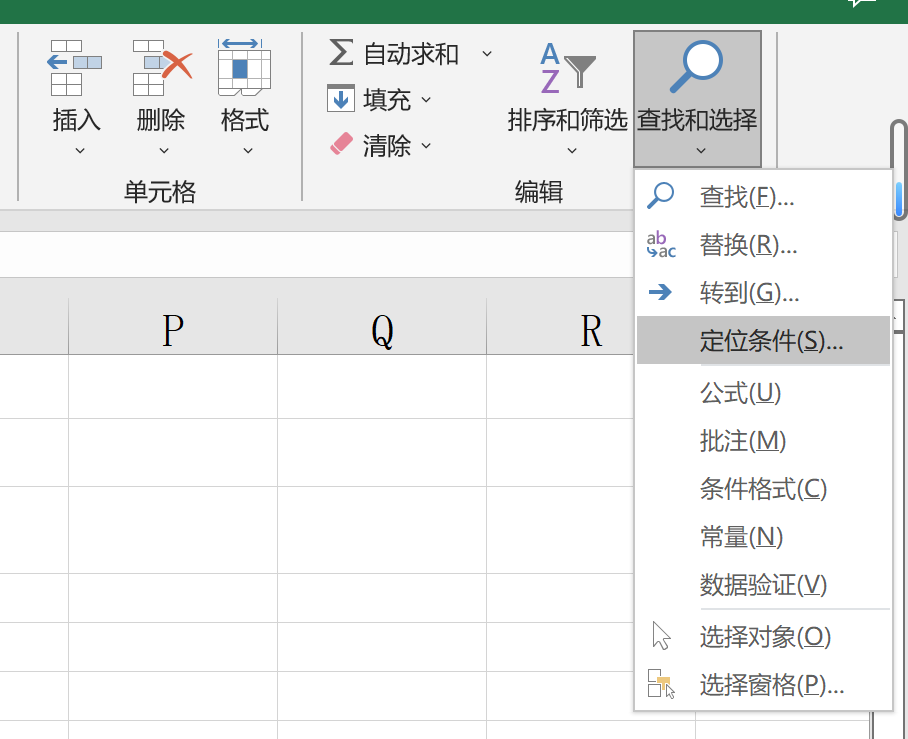 插入
删除
格式
单元格
自动求和
填充
清除
排序和筛选
编辑
查找和选择
查找(F)...
替换(R)...
转到(G)...
定位条件(S)...
公式(U)
批注(M)
条件格式(C)
常量(N)
数据验证(V)
选择对象(O)
选择窗格(P)...
P Q R